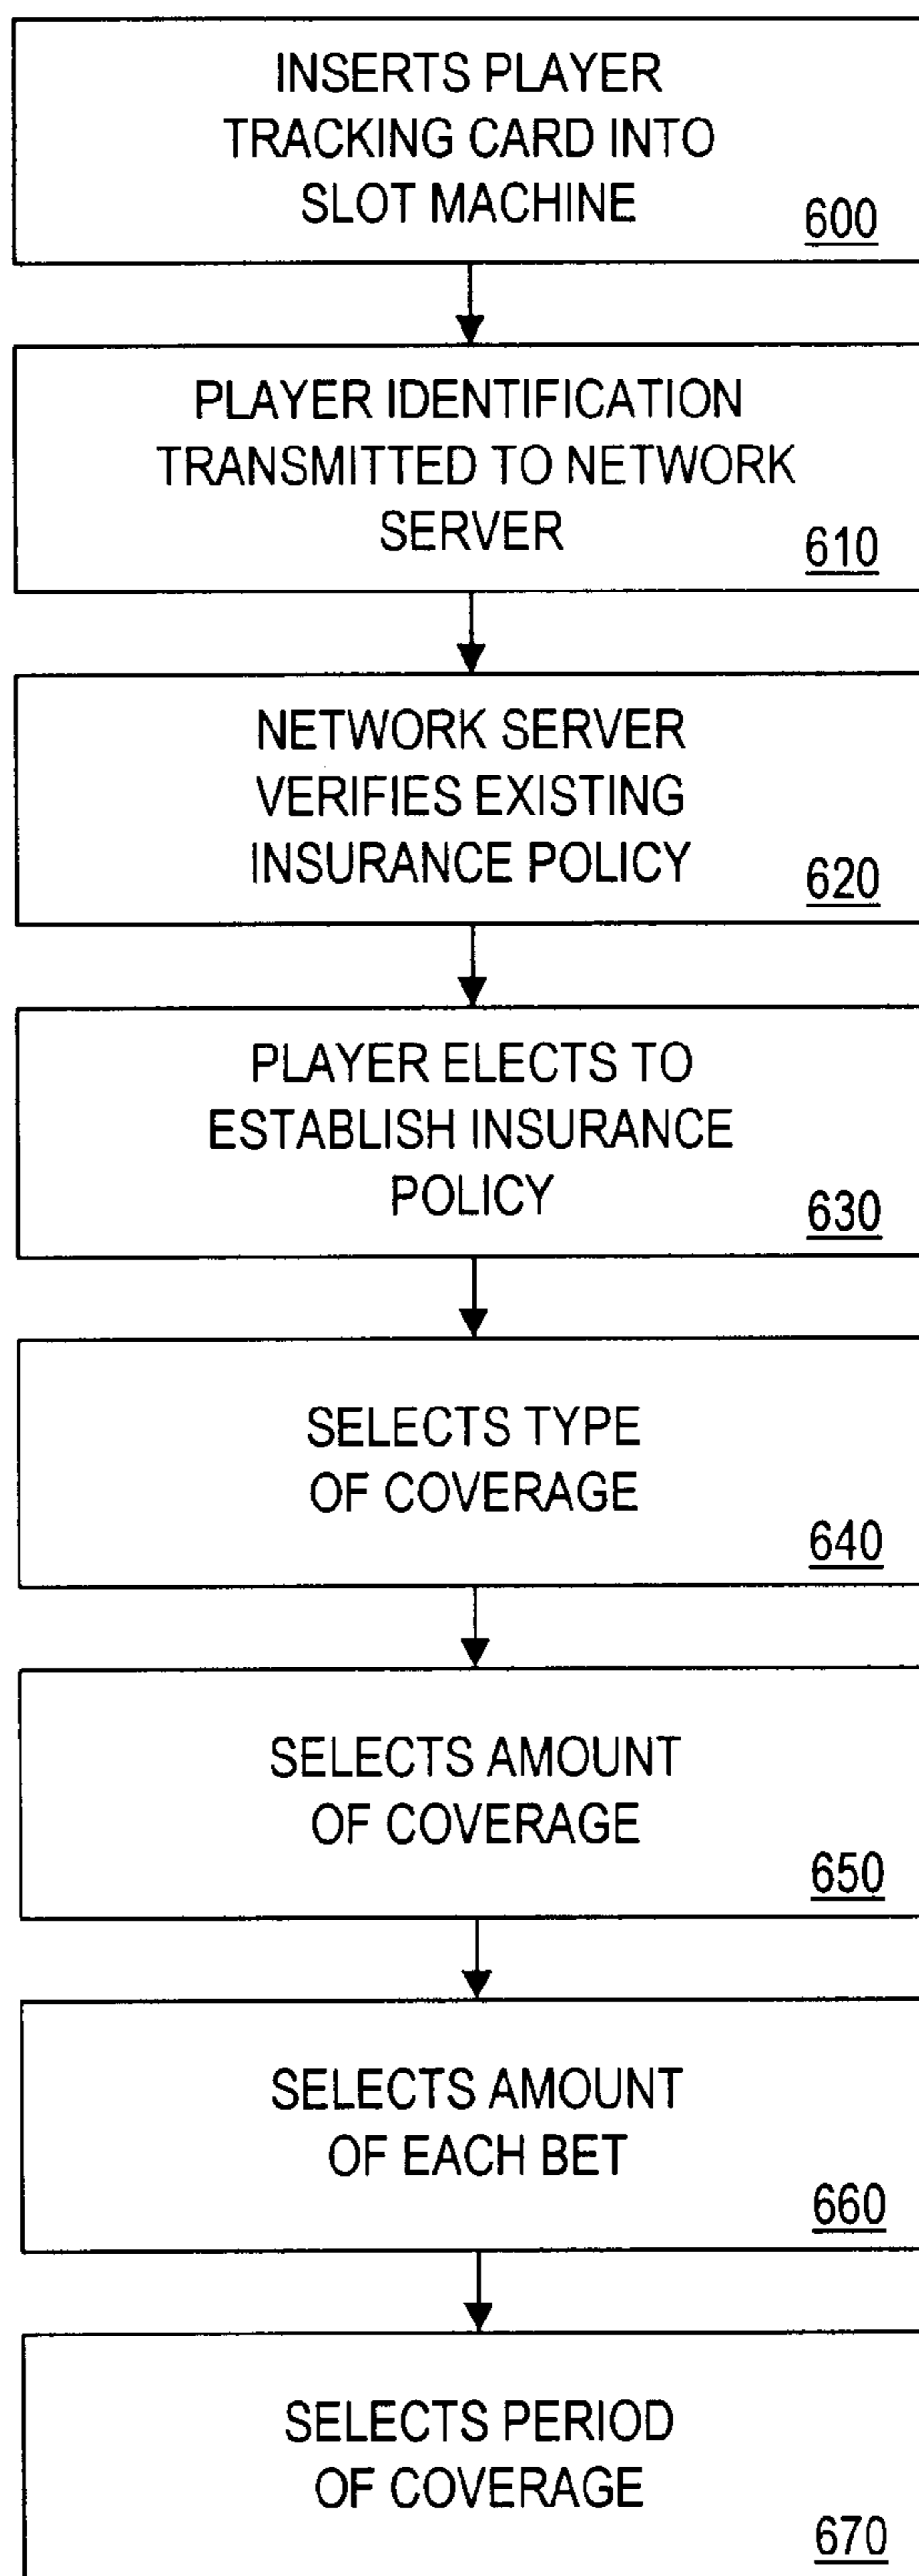 INSERTS PLAYER
TRACKING CARD INTO
SLOT MACHINE
600
PLAYER IDENTIFICATION
TRANSMITTED TO NETWORK
SERVER
610
NETWORK SERVER
VERIFIES EXISTING
INSURANCE POLICY
620
PLAYER ELECTS TO
ESTABLISH INSURANCE
POLICY
630
SELECTS TYPE
OF COVERAGE
640
SELECTS AMOUNT
OF COVERAGE
650
SELECTS AMOUNT
OF EACH BET
660
SELECTS PERIOD
OF COVERAGE
670